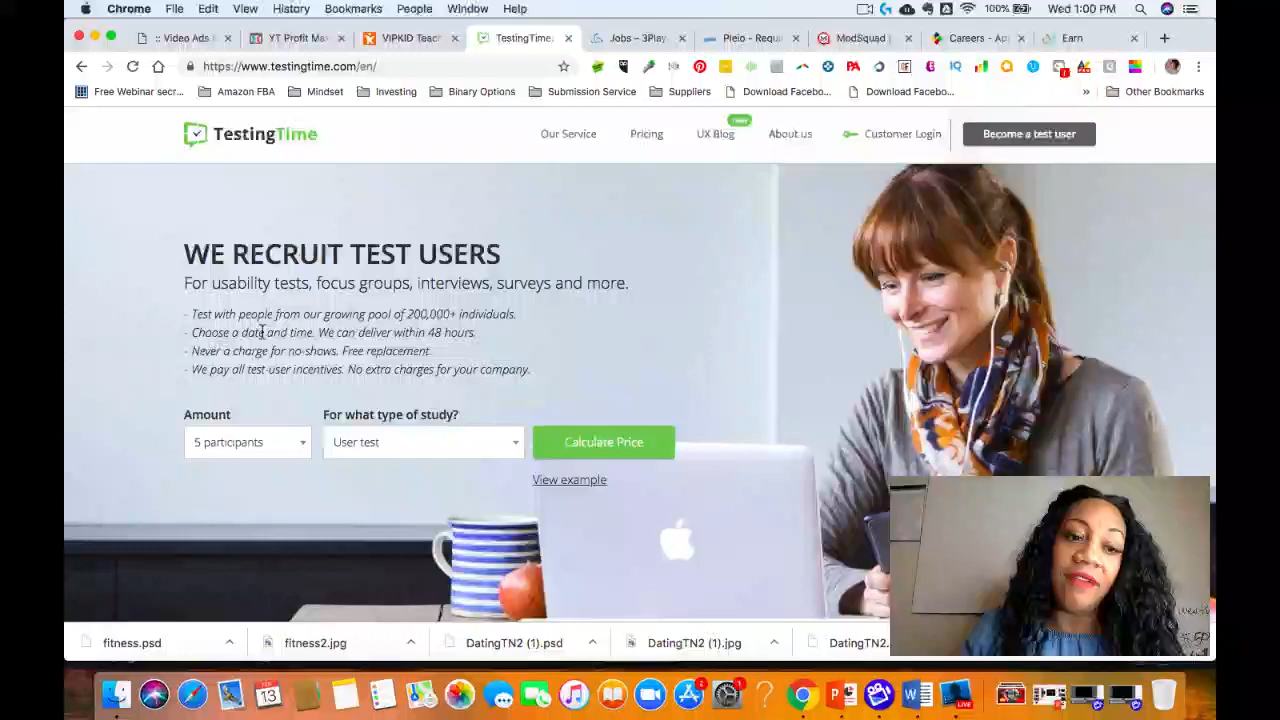 Chrome File Edit View History Bookmarks People Window Help 100% Wed 1:00 PM
:: Video Ads YT Profit Ma VIPKID Teach TestingTime. Jobs – 3Play Pleio - Requ ModSquad Careers - Ap Earn
https://www.testingtime.com/en/
Free Webinar secr... Amazon FBA Mindset Investing Binary Options Submission Service Suppliers Download Facebo... Download Facebo... » Other Bookmarks
TestingTime Our Service Pricing UX Blog New About us Customer Login Become a test user
WE RECRUIT TEST USERS
For usability tests, focus groups, interviews, surveys and more.
- Test with people from our growing pool of 200,000+ individuals.
- Choose a date and time. We can deliver within 48 hours.
- Never a charge for no-shows. Free replacement.
- We pay all test-user incentives. No extra charges for your company.
Amount For what type of study?
5 participants User test Calculate Price
View example
fitness.psd fitness2.jpg DatingTN2 (1).psd DatingTN2 (1).jpg DatingTN2.
FEB
13
LIVE